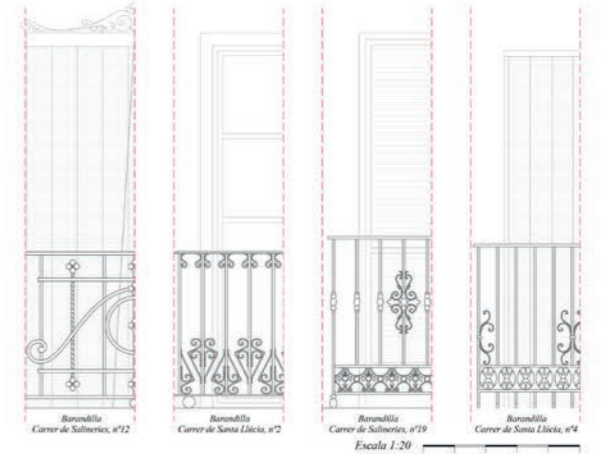 Barandilla
Carrer de Salineries, nº12
Barandilla
Carrer de Santa Llúcia, nº2
Barandilla
Carrer de Salineries, nº19
Barandilla
Carrer de Santa Llúcia, nº4
Escala 1:20